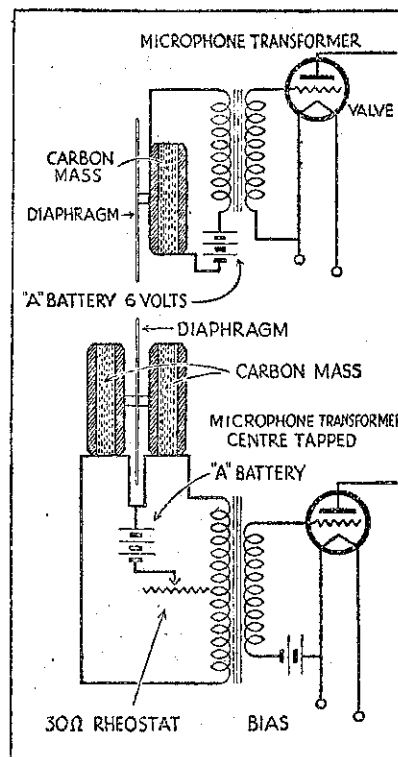 MICROPHONE TRANSFORMER
VALVE
CARBON
MASS
DIAPHRAGM
"A" BATTERY 6 VOLTS
DIAPHRAGM
CARBON MASS
MICROPHONE TRANSFORMER
CENTRE TAPPED
"A" BATTERY
30Ω RHEOSTAT
BIAS